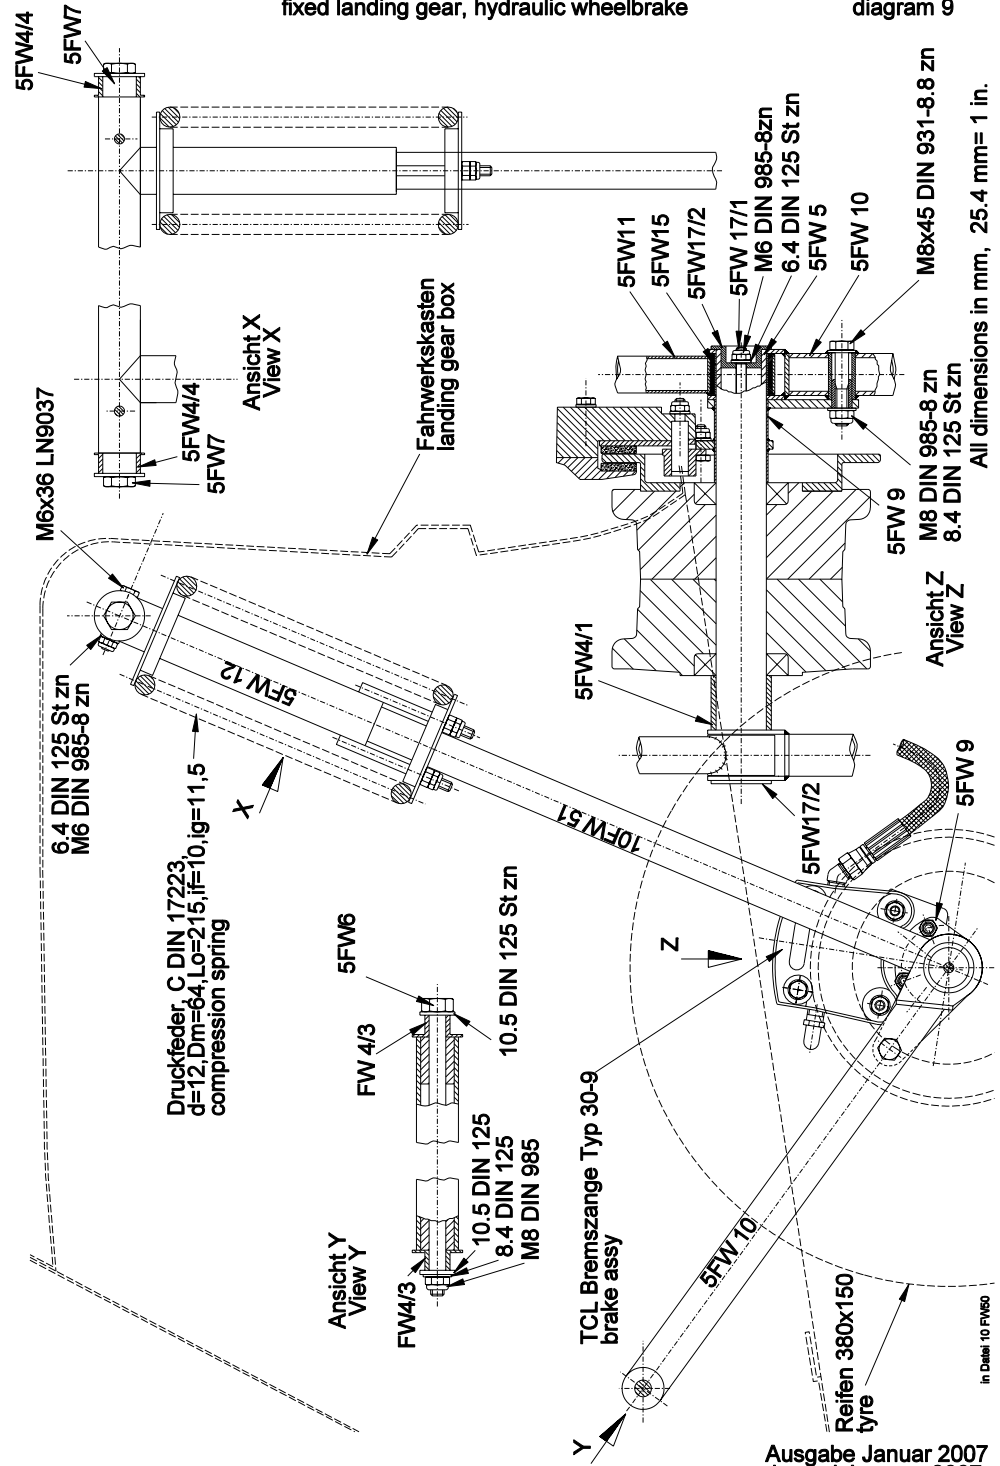 fixed landing gear, hydraulic wheelbrake
diagram 9
5FW4/4
5FW7
Ansicht X
View X
5FW4/4
5FW7
M6x36 LN9037
Fahrwerkskasten
landing gear box
5FW11
5FW15
5FW17/2
5FW 17/1
M6 DIN 985-8zn
6.4 DIN 125 St zn
5FW 5
5FW 10
M8x45 DIN 931-8.8 zn
All dimensions in mm, 25.4 mm= 1 in.
M8 DIN 985-8 zn
8.4 DIN 125 St zn
5FW 9
Ansicht Z
View Z
5FW4/1
5FW17/2
5FW 9
6.4 DIN 125 St zn
M6 DIN 985-8 zn
5FW 12
X
10FW 51
Druckfeder, C DIN 17223,
d=12,Dm=64,Lo=215,if=10,ig=11,5
compression spring
Z
5FW6
FW 4/3
10.5 DIN 125 St zn
10.5 DIN 125
8.4 DIN 125
M8 DIN 985
Ansicht Y
View Y
FW4/3
TCL Bremszange Typ 30-9
brake assy
5FW 10
Y
Reifen 380x150
tyre
in Datei 10 FW50
Ausgabe Januar 2007